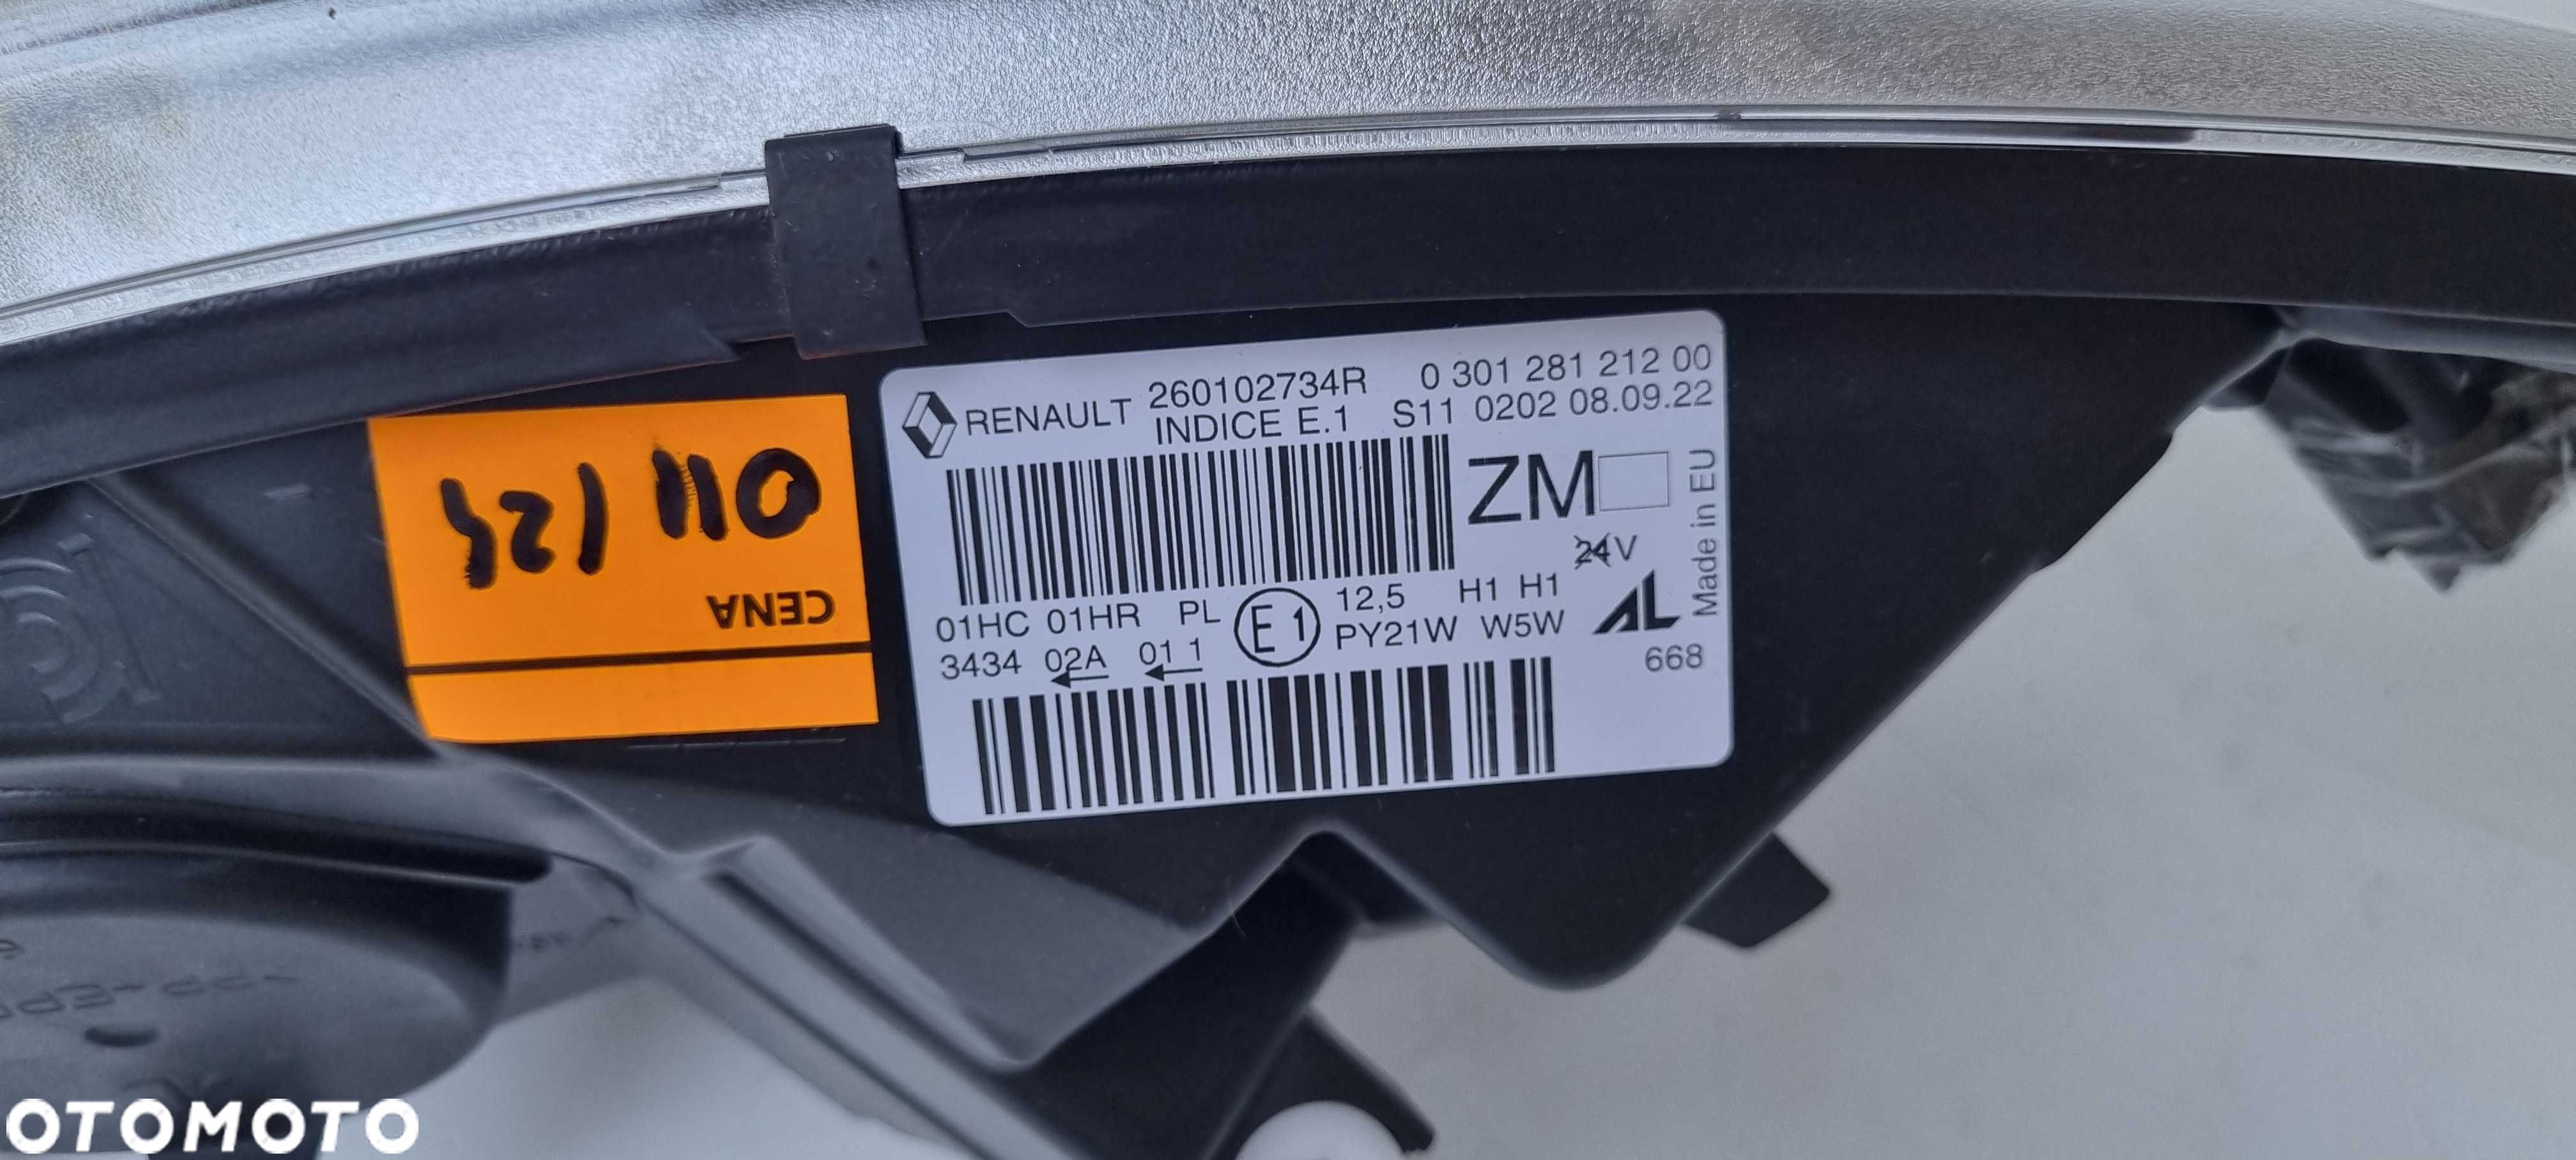 RENAULT 260102734R 0 301 281 212 00
INDICE E.1 S11 0202 08.09.22
ZM
24V
Made in EU
01HC 01HR PL E1 12,5 H1 H1
3434 02A 01 1 PY21W W5W
AL
668
CENA
OTOMOTO